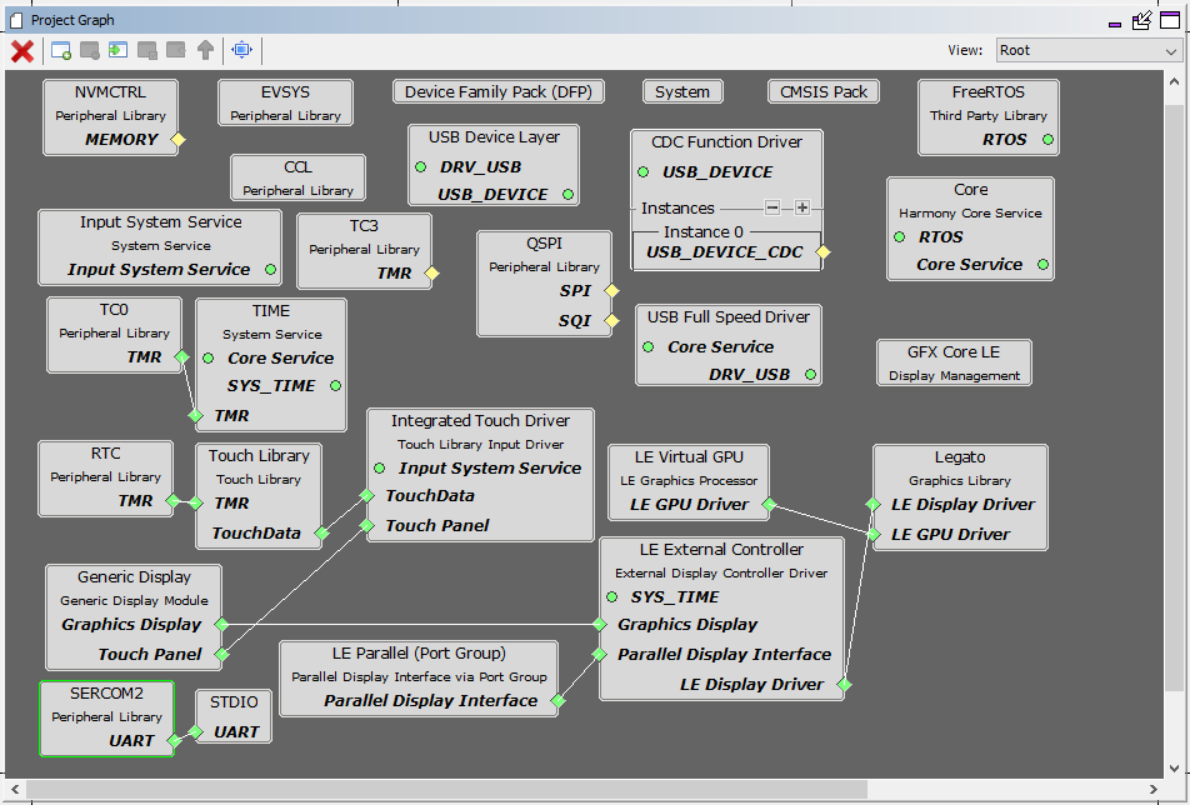 Project Graph
View: Root
NVMCTRL
Peripheral Library
MEMORY
EVSYS
Peripheral Library
Device Family Pack (DFP)
System
CMSIS Pack
FreeRTOS
Third Party Library
RTOS
CCL
Peripheral Library
USB Device Layer
DRV_USB
USB_DEVICE
CDC Function Driver
USB_DEVICE
Instances
Instance 0
USB_DEVICE_CDC
Core
Harmony Core Service
RTOS
Core Service
Input System Service
System Service
Input System Service
TC3
Peripheral Library
TMR
QSPI
Peripheral Library
SPI
SQI
TC0
Peripheral Library
TMR
TIME
System Service
Core Service
SYS_TIME
TMR
USB Full Speed Driver
Core Service
DRV_USB
GFX Core LE
Display Management
RTC
Peripheral Library
TMR
Touch Library
Touch Library
TMR
TouchData
Integrated Touch Driver
Touch Library Input Driver
Input System Service
TouchData
Touch Panel
LE Virtual GPU
LE Graphics Processor
LE GPU Driver
Legato
Graphics Library
LE Display Driver
LE GPU Driver
Generic Display
Generic Display Module
Graphics Display
Touch Panel
LE External Controller
External Display Controller Driver
SYS_TIME
Graphics Display
Parallel Display Interface
LE Display Driver
LE Parallel (Port Group)
Parallel Display Interface via Port Group
Parallel Display Interface
SERCOM2
Peripheral Library
UART
STDIO
UART